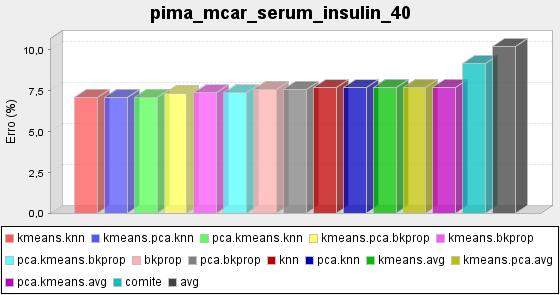 pima_mcar_serum_insulin_40
10,0
7,5
5,0
2,5
0,0
Erro (%)
kmeans.knn kmeans.pca.knn pca.kmeans.knn kmeans.pca.bkprop kmeans.bkprop
pca.kmeans.bkprop bkprop pca.bkprop knn pca.knn kmeans.avg kmeans.pca.avg
pca.kmeans.avg comite avg